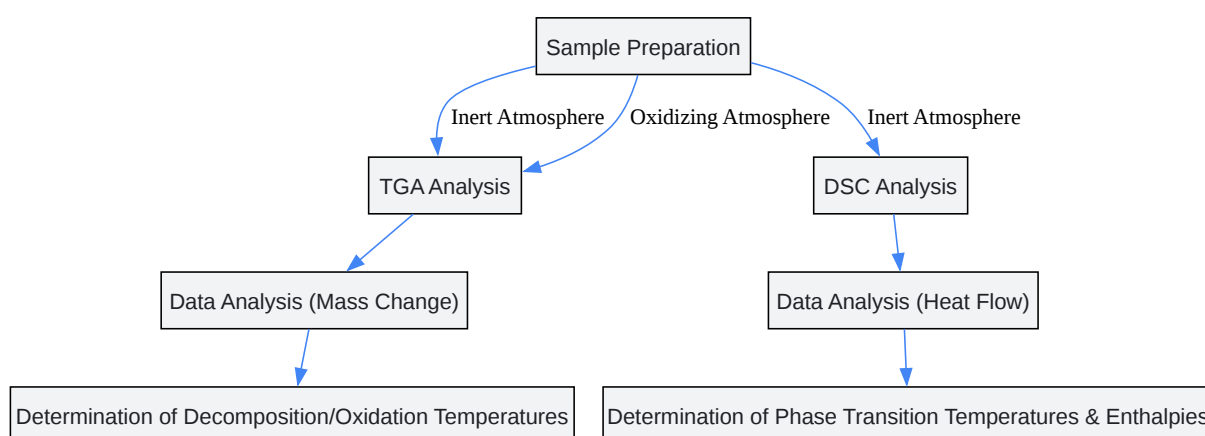 Sample Preparation
Inert Atmosphere
Oxidizing Atmosphere
Inert Atmosphere
TGA Analysis
DSC Analysis
Data Analysis (Mass Change)
Data Analysis (Heat Flow)
Determination of Decomposition/Oxidation Temperatures
Determination of Phase Transition Temperatures & Enthalpies